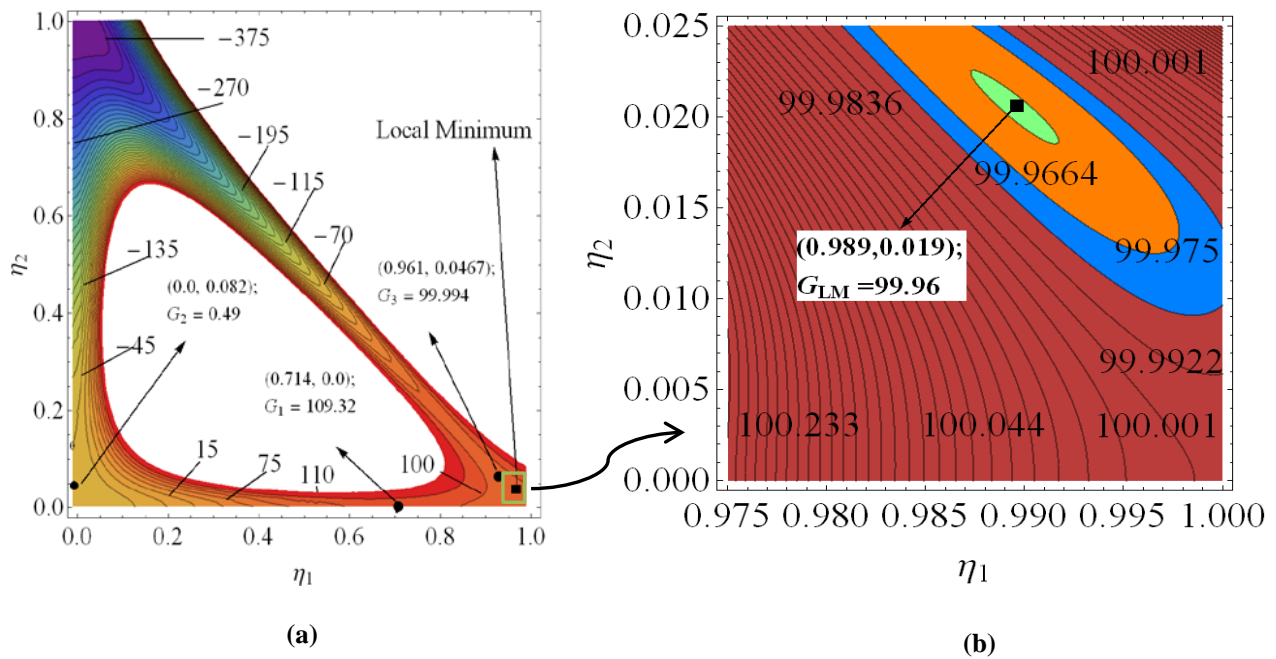 1.0
0.8
0.6
0.4
0.2
0.0
η2
0.0 0.2 0.4 0.6 0.8 1.0
η1
−375
−270
−195
−115
−70
−135
−45
15
75
110
100
Local Minimum
(0.0, 0.082);
G2 = 0.49
(0.961, 0.0467);
G3 = 99.994
(0.714, 0.0);
G1 = 109.32
(a)
0.025
0.020
0.015
0.010
0.005
0.000
η2
0.975 0.980 0.985 0.990 0.995 1.000
η1
100.001
99.9836
99.9664
(0.989,0.019);
GLM =99.96
99.975
99.9922
100.233 100.044 100.001
(b)